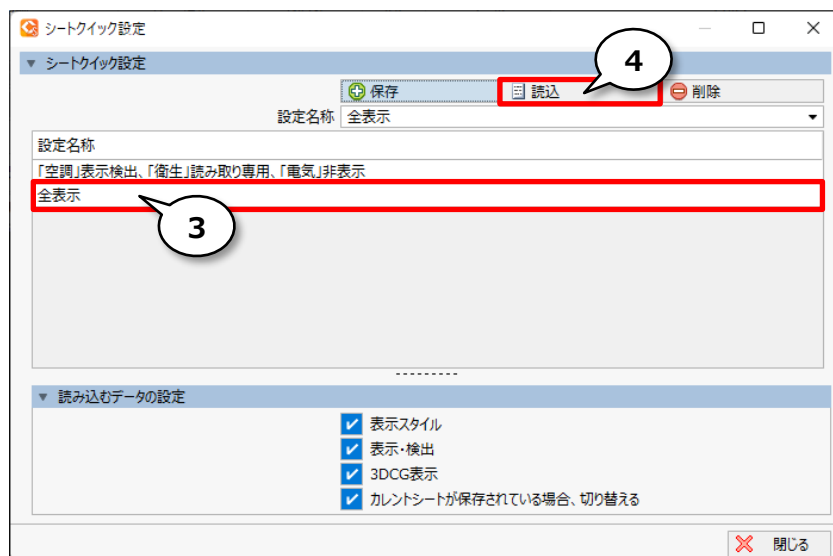 シートクイック設定
シートクイック設定
4
保存 読込 削除
設定名称 全表示
設定名称
「空調」表示検出、「衛生」読み取り専用、「電気」非表示
全表示
3
読み込むデータの設定
表示スタイル
表示・検出
3DCG表示
カレントシートが保存されている場合、切り替える
閉じる